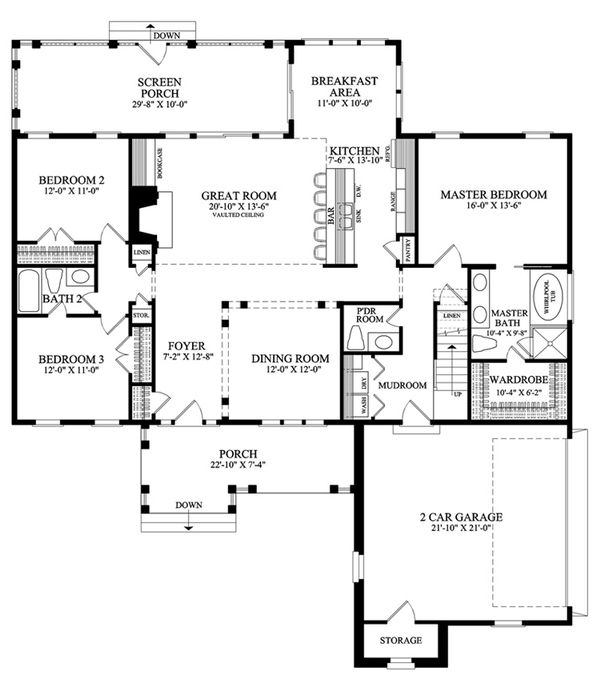 DOWN
SCREEN
PORCH
29'-8" X 10'-0"
BREAKFAST
AREA
11'-0" X 10'-0"
BEDROOM 2
12'-0" X 11'-0"
BOOKCASE
GREAT ROOM
20'-10" X 13'-6"
VAULTED CEILING
KITCHEN
7'-6" X 13'-10"
REF'G.
D.W.
SINK
BAR
RANGE
PANTRY
MASTER BEDROOM
16'-0" X 13'-6"
LINEN
BATH 2
STOR.
BEDROOM 3
12'-0" X 11'-0"
FOYER
7'-2" X 12'-8"
DINING ROOM
12'-0" X 12'-0"
P'DR
ROOM
LINEN
MASTER
BATH
10'-4" X 9'-8"
WHIRLPOOL
TUB
MUDROOM
DRY
WASH
UP
WARDROBE
10'-4" X 6'-2"
PORCH
22'-10" X 7'-4"
DOWN
2 CAR GARAGE
21'-10" X 21'-0"
STORAGE